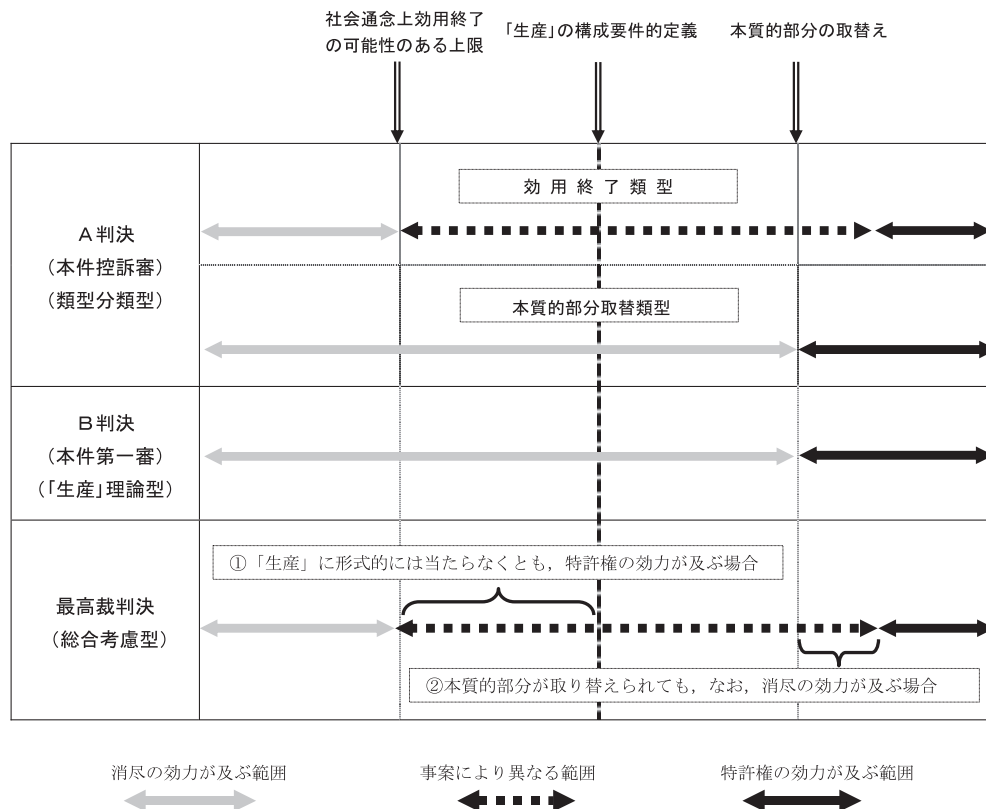 社会通念上効用終了
の可能性のある上限
「生産」の構成要件的定義
本質的部分の取替え
A判決
(本件控訴審)
(類型分類型)
効用終了類型
本質的部分取替類型
B判決
(本件第一審)
(「生産」理論型)
最高裁判決
(総合考慮型)
①「生産」に形式的には当たらなくとも，特許権の効力が及ぶ場合
②本質的部分が取り替えられても，なお，消尽の効力が及ぶ場合
消尽の効力が及ぶ範囲
事案により異なる範囲
特許権の効力が及ぶ範囲